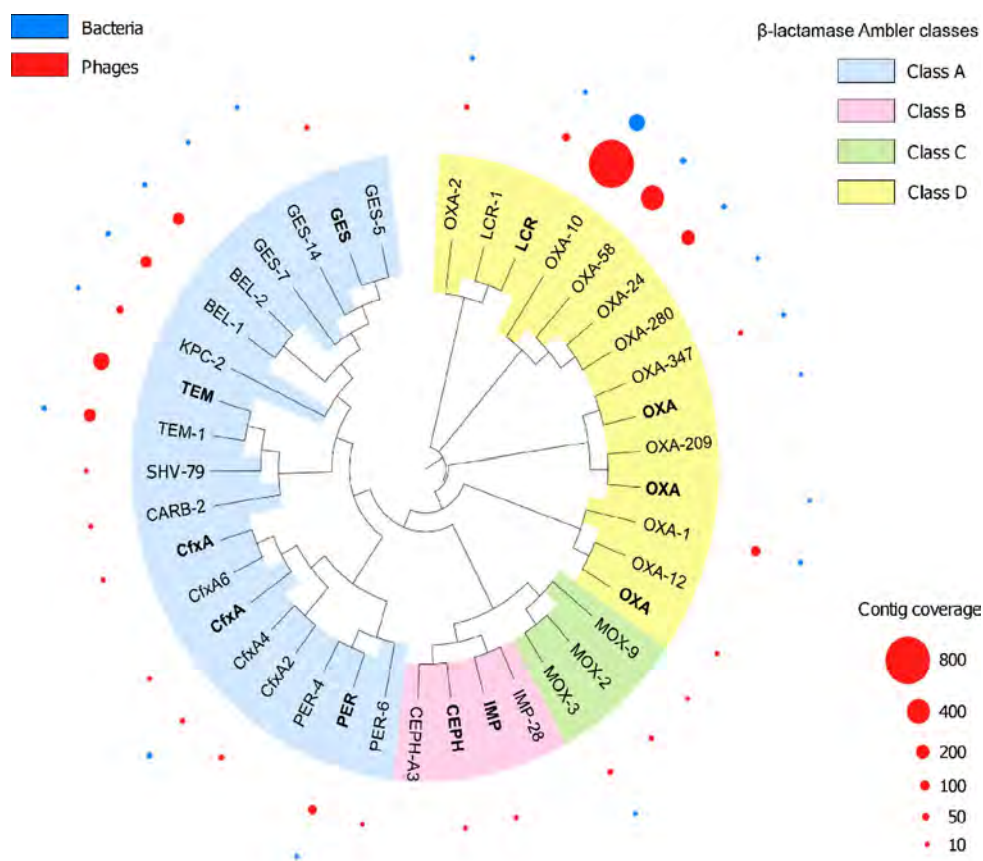 Bacteria
Phages
β-lactamase Ambler classes
Class A
Class B
Class C
Class D
OXA-2
LCR-1
LCR
OXA-10
OXA-58
OXA-24
OXA-280
OXA-347
OXA
OXA-209
OXA
OXA-1
OXA-12
OXA
MOX-9
MOX-2
MOX-3
IMP-28
IMP
CEPH
CEPH-A3
PER-6
PER
PER-4
CfxA2
CfxA4
CfxA
CfxA6
CfxA
CARB-2
SHV-79
TEM-1
TEM
KPC-2
BEL-1
BEL-2
GES-7
GES-14
GES
GES-5
Contig coverage
800
400
200
100
50
10